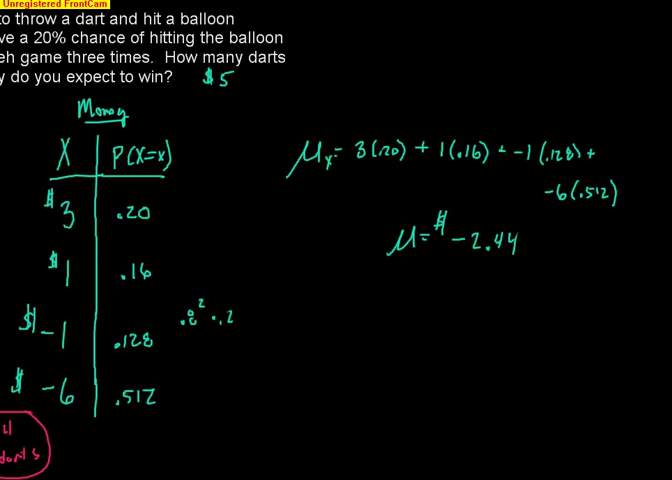 Unregistered FrontCam
to throw a dart and hit a balloon
ve a 20% chance of hitting the balloon
eh game three times. How many darts
y do you expect to win? $5
Money
X P(X=x)
$3 .20
$1 .16
$-1 .128 .8² · .2
$-6 .512
μx = 3(.20) + 1(.16) + -1(.128) +
-6(.512)
μ = $ -2.44
darts